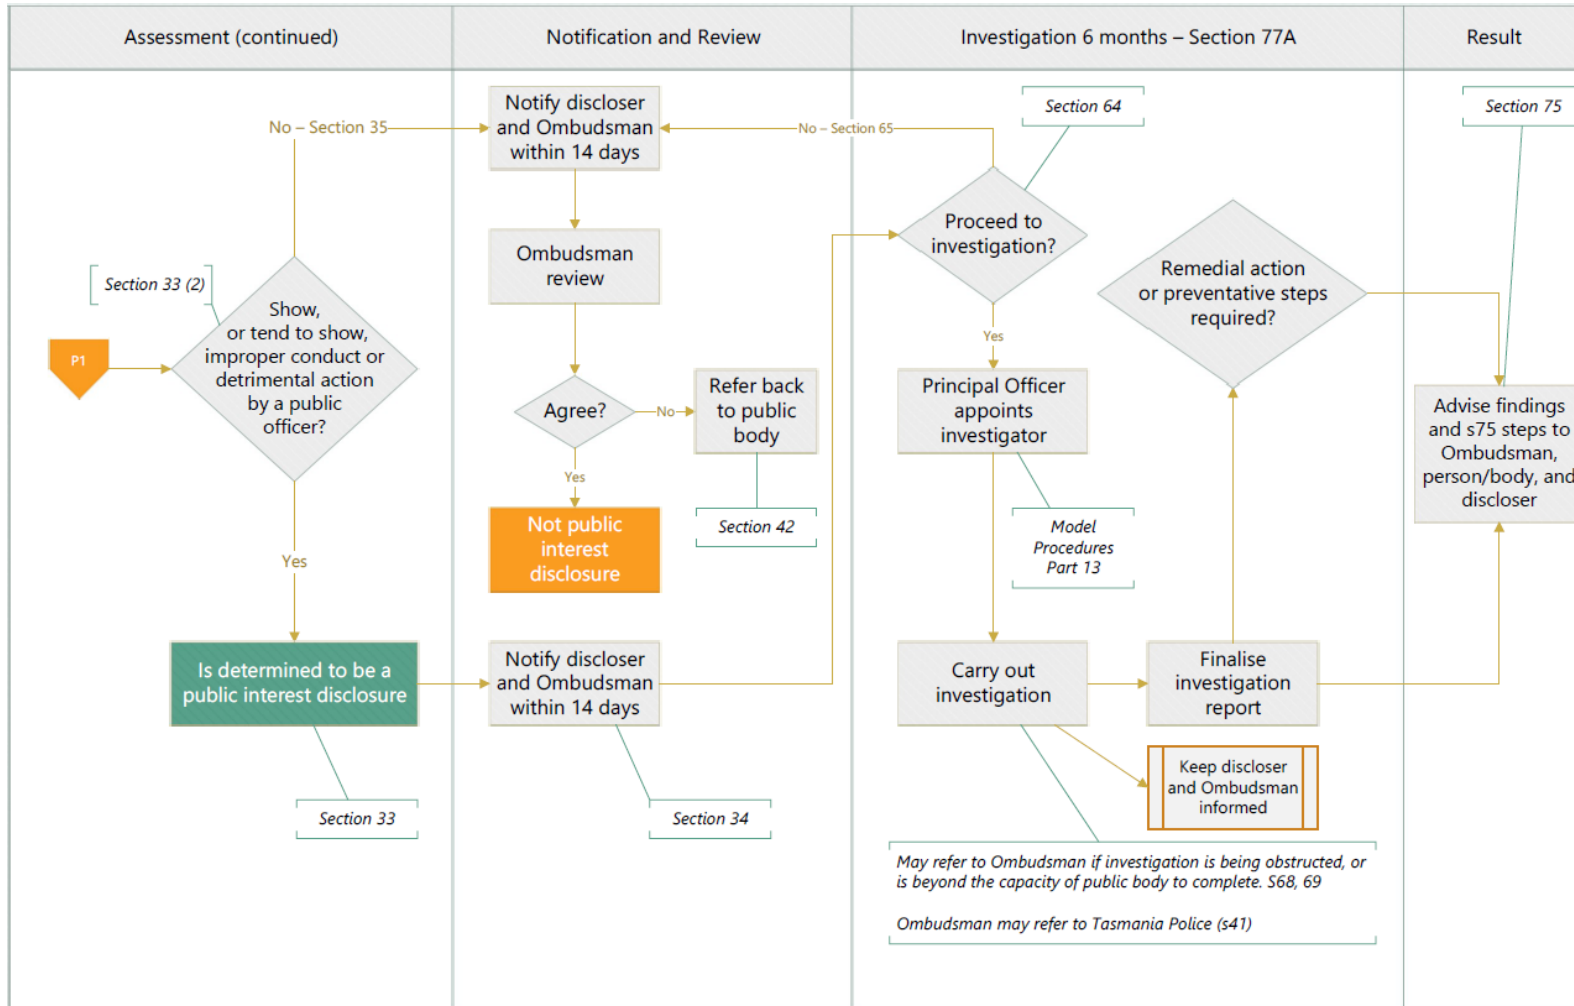 Assessment (continued)
Notification and Review
Investigation 6 months – Section 77A
Result
No – Section 35
Section 33 (2)
P1
Show,
or tend to show,
improper conduct or
detrimental action
by a public
officer?
Yes
Is determined to be a
public interest disclosure
Section 33
Notify discloser
and Ombudsman
within 14 days
Ombudsman
review
Agree?
No
Refer back
to public
body
Section 42
Yes
Not public
interest
disclosure
Notify discloser
and Ombudsman
within 14 days
Section 34
No – Section 65
Section 64
Proceed to
investigation?
Yes
Principal Officer
appoints
investigator
Model
Procedures
Part 13
Carry out
investigation
Finalise
investigation
report
Keep discloser
and Ombudsman
informed
May refer to Ombudsman if investigation is being obstructed, or
is beyond the capacity of public body to complete. S68, 69
Ombudsman may refer to Tasmania Police (s41)
Remedial action
or preventative steps
required?
Section 75
Advise findings
and s75 steps to
Ombudsman,
person/body, and
discloser